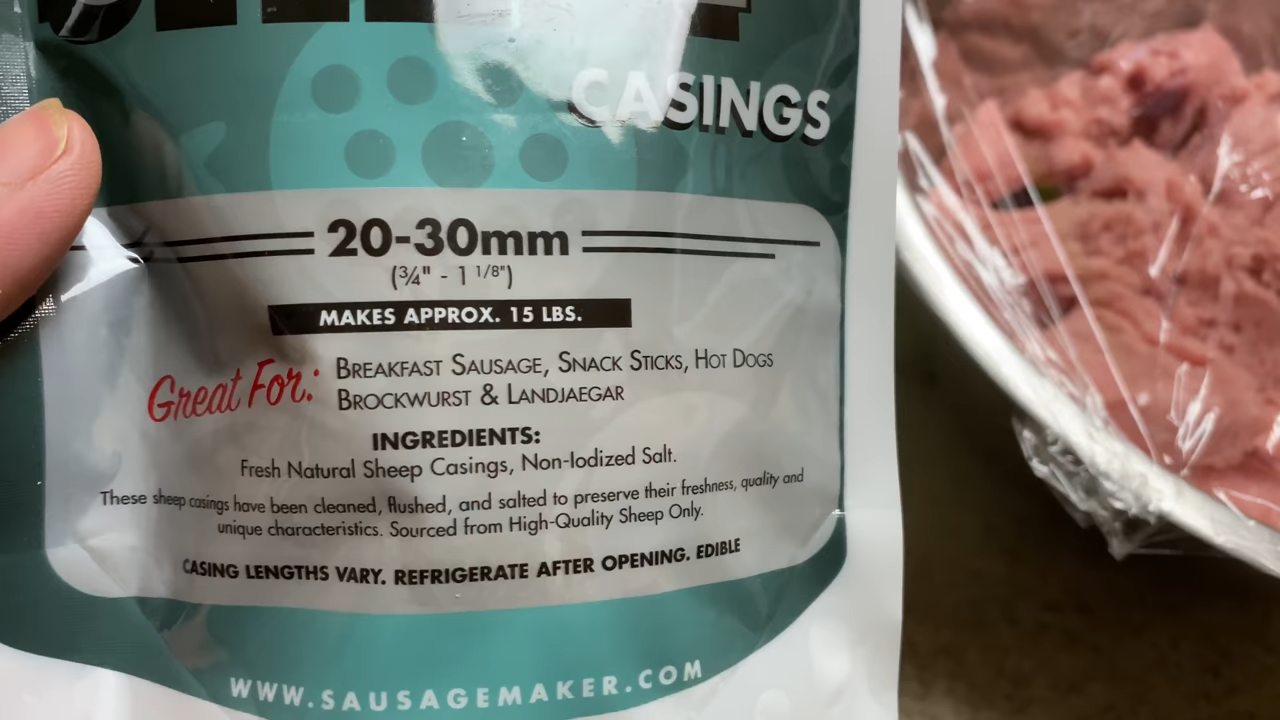 CASINGS
20-30mm
(¾" - 1 1/8")
MAKES APPROX. 15 LBS.
Great For: BREAKFAST SAUSAGE, SNACK STICKS, HOT DOGS
BROCKWURST & LANDJAEGAR
INGREDIENTS:
Fresh Natural Sheep Casings, Non-Iodized Salt.
These sheep casings have been cleaned, flushed, and salted to preserve their freshness, quality and
unique characteristics. Sourced from High-Quality Sheep Only.
CASING LENGTHS VARY. REFRIGERATE AFTER OPENING. EDIBLE
WWW.SAUSAGEMAKER.COM